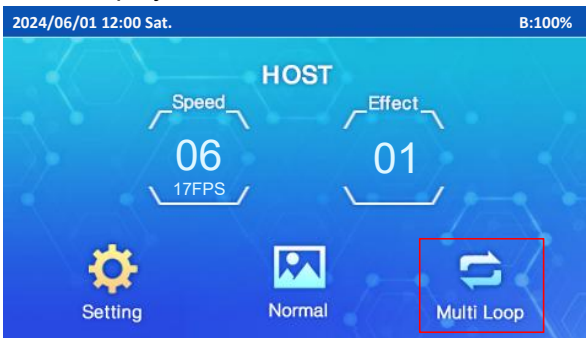 2024/06/01 12:00 Sat. B:100%
HOST
Speed Effect
06 01
17FPS
Setting Normal Multi Loop